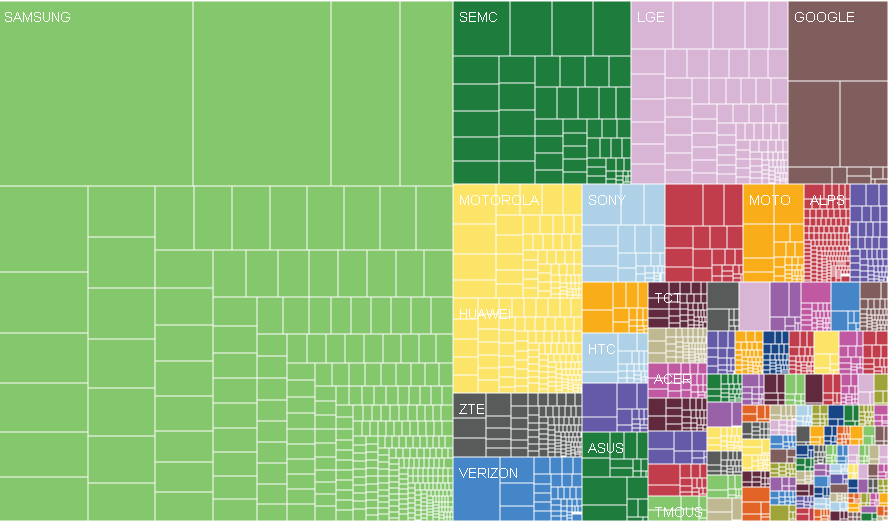 SAMSUNG
SEMC
LGE
GOOGLE
MOTOROLA
SONY
MOTO
ALPS
TCT
HUAWEI
HTC
ACER
ZTE
ASUS
VERIZON
TMOUS